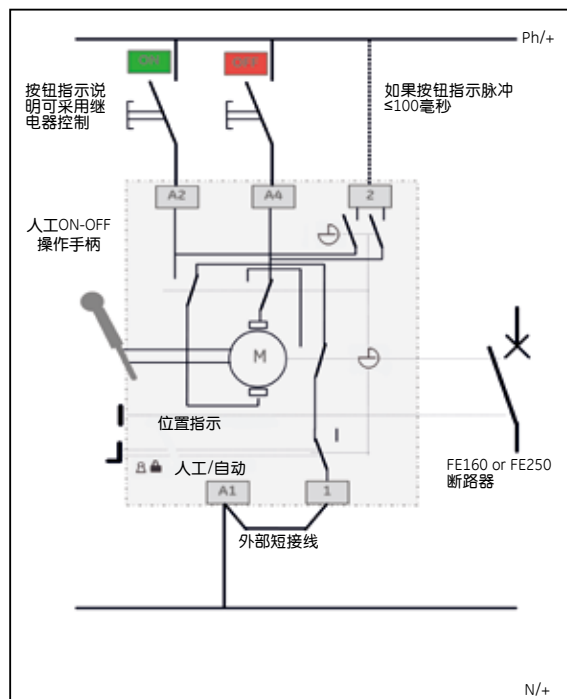 Ph/+
ON
OFF
按钮指示说
明可采用继
电器控制
如果按钮指示脉冲
≤100毫秒
A2
A4
2
人工ON-OFF
操作手柄
M
位置指示
I
人工/自动
FE160 or FE250
断路器
A1
1
外部短接线
N/+